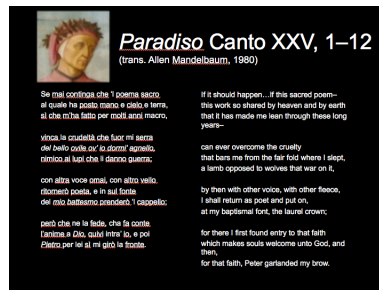 Paradiso Canto XXV, 1–12
(trans. Allen Mandelbaum, 1980)
Se mai continga che 'l poema sacro
al quale ha posto mano e cielo e terra,
sì che m'ha fatto per molti anni macro,
vinca la crudeltà che fuor mi serra
del bello ovile ov' io dormi' agnello,
nimico ai lupi che li danno guerra;
con altra voce omai, con altro vello
ritornerò poeta, e in sul fonte
del mio battesmo prenderò 'l cappello;
però che ne la fede, cha fa conte
l'anime a Dio, quivi intra' io, e poi
Pietro per lei sì mi girò la fronte.
If it should happen…if this sacred poem–
this work so shared by heaven and by earth
that it has made me lean through these long
years–
can ever overcome the cruelty
that bars me from the fair fold where I slept,
a lamb opposed to wolves that war on it,
by then with other voice, with other fleece,
I shall return as poet and put on,
at my baptismal font, the laurel crown;
for there I first found entry to that faith
which makes souls welcome unto God, and
then,
for that faith, Peter garlanded my brow.